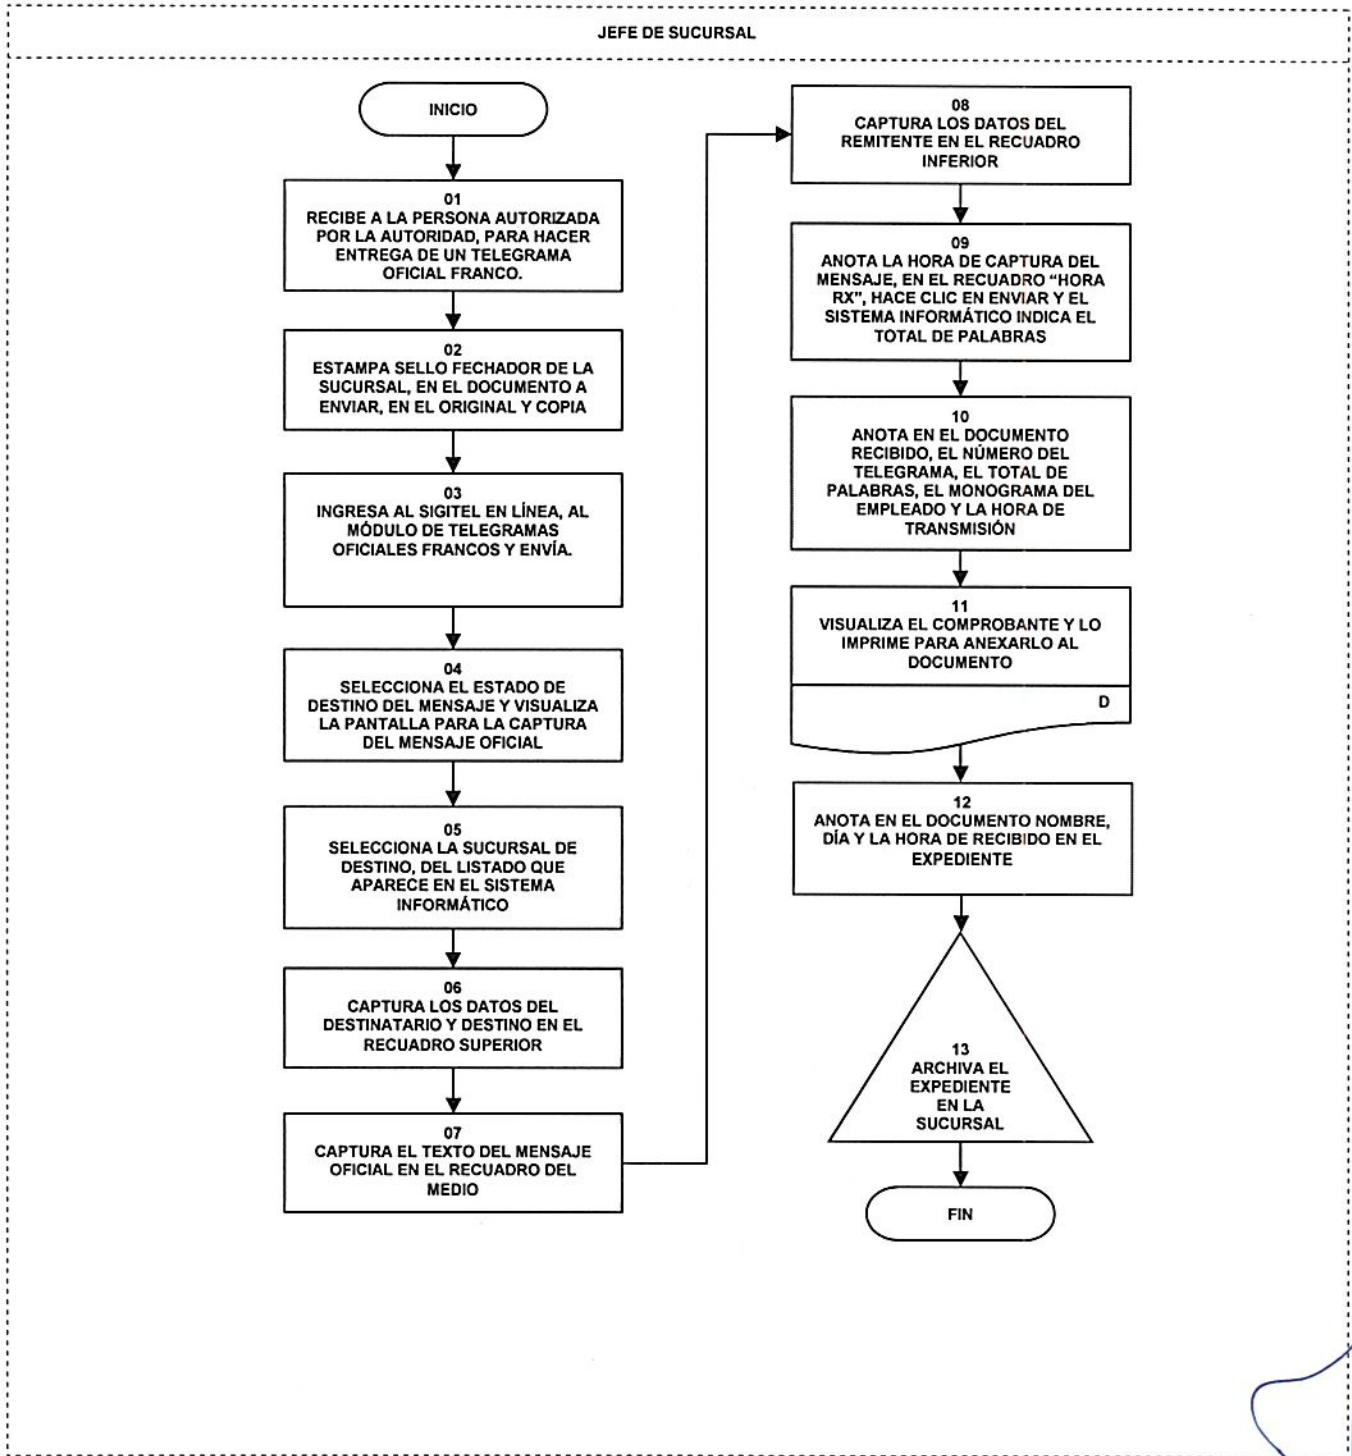 JEFE DE SUCURSAL
INICIO
01
RECIBE A LA PERSONA AUTORIZADA
POR LA AUTORIDAD, PARA HACER
ENTREGA DE UN TELEGRAMA
OFICIAL FRANCO.
02
ESTAMPA SELLO FECHADOR DE LA
SUCURSAL, EN EL DOCUMENTO A
ENVIAR, EN EL ORIGINAL Y COPIA
03
INGRESA AL SIGITEL EN LÍNEA, AL
MÓDULO DE TELEGRAMAS
OFICIALES FRANCOS Y ENVÍA.
04
SELECCIONA EL ESTADO DE
DESTINO DEL MENSAJE Y VISUALIZA
LA PANTALLA PARA LA CAPTURA
DEL MENSAJE OFICIAL
05
SELECCIONA LA SUCURSAL DE
DESTINO, DEL LISTADO QUE
APARECE EN EL SISTEMA
INFORMÁTICO
06
CAPTURA LOS DATOS DEL
DESTINATARIO Y DESTINO EN EL
RECUADRO SUPERIOR
07
CAPTURA EL TEXTO DEL MENSAJE
OFICIAL EN EL RECUADRO DEL
MEDIO
08
CAPTURA LOS DATOS DEL
REMITENTE EN EL RECUADRO
INFERIOR
09
ANOTA LA HORA DE CAPTURA DEL
MENSAJE, EN EL RECUADRO “HORA
RX”, HACE CLIC EN ENVIAR Y EL
SISTEMA INFORMÁTICO INDICA EL
TOTAL DE PALABRAS
10
ANOTA EN EL DOCUMENTO
RECIBIDO, EL NÚMERO DEL
TELEGRAMA, EL TOTAL DE
PALABRAS, EL MONOGRAMA DEL
EMPLEADO Y LA HORA DE
TRANSMISIÓN
11
VISUALIZA EL COMPROBANTE Y LO
IMPRIME PARA ANEXARLO AL
DOCUMENTO
D
12
ANOTA EN EL DOCUMENTO NOMBRE,
DÍA Y LA HORA DE RECIBIDO EN EL
EXPEDIENTE
13
ARCHIVA EL
EXPEDIENTE
EN LA
SUCURSAL
FIN